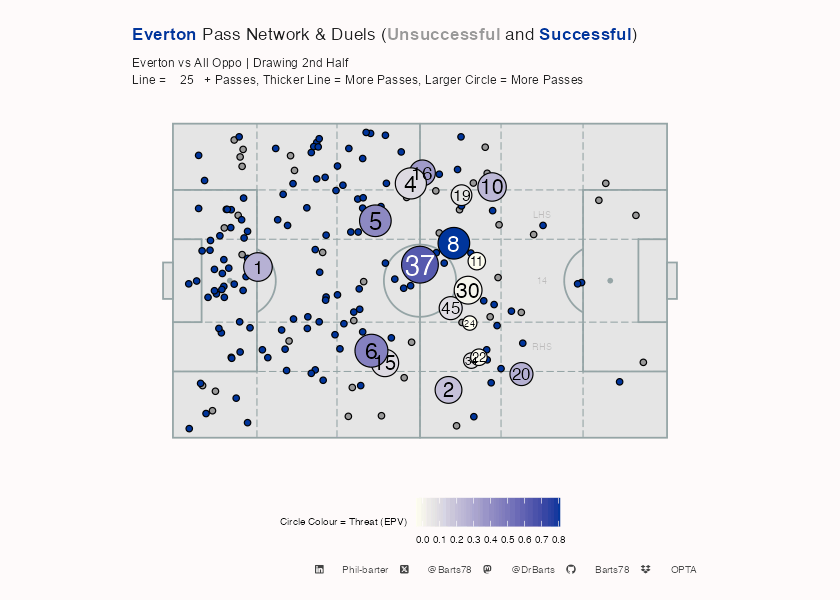 Everton Pass Network & Duels (Unsuccessful and Successful)
Everton vs All Oppo | Drawing 2nd Half
Line = 25 + Passes, Thicker Line = More Passes, Larger Circle = More Passes
16
4
10
19
LHS
5
8
37
11
1
14
30
45
24
RHS
6
15
22
20
2
Circle Colour = Threat (EPV)
0.0 0.1 0.2 0.3 0.4 0.5 0.6 0.7 0.8
Phil-barter @Barts78 @DrBarts Barts78 OPTA